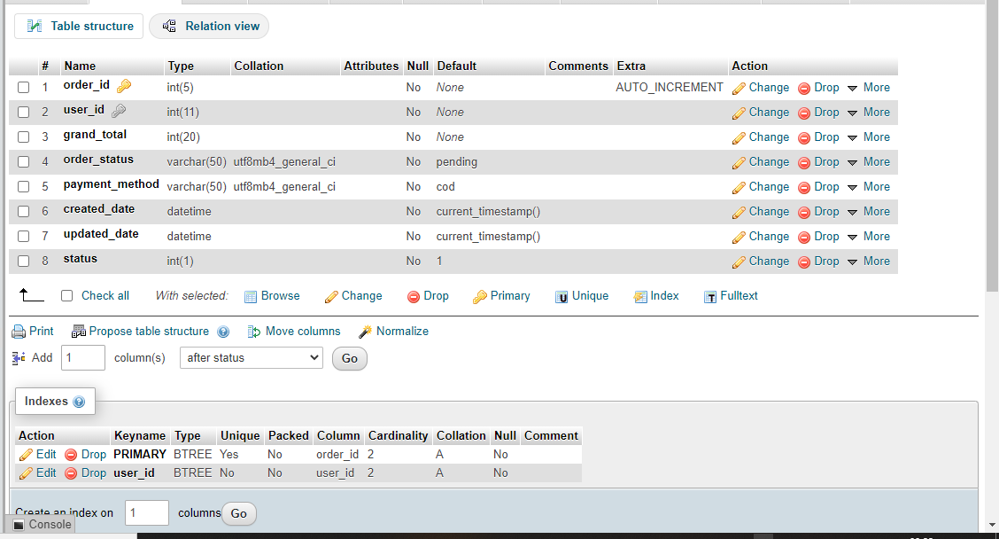 Table structure Relation view
# Name Type Collation Attributes Null Default Comments Extra Action
1 order_id int(5) No None AUTO_INCREMENT Change Drop More
2 user_id int(11) No None Change Drop More
3 grand_total int(20) No None Change Drop More
4 order_status varchar(50) utf8mb4_general_ci No pending Change Drop More
5 payment_method varchar(50) utf8mb4_general_ci No cod Change Drop More
6 created_date datetime No current_timestamp() Change Drop More
7 updated_date datetime No current_timestamp() Change Drop More
8 status int(1) No 1 Change Drop More
Check all With selected: Browse Change Drop Primary Unique Index Fulltext
Print Propose table structure Move columns Normalize
Add 1 column(s) after status Go
Indexes
Action Keyname Type Unique Packed Column Cardinality Collation Null Comment
Edit Drop PRIMARY BTREE Yes No order_id 2 A No
Edit Drop user_id BTREE No No user_id 2 A No
Create an index on 1 columns Go
Console